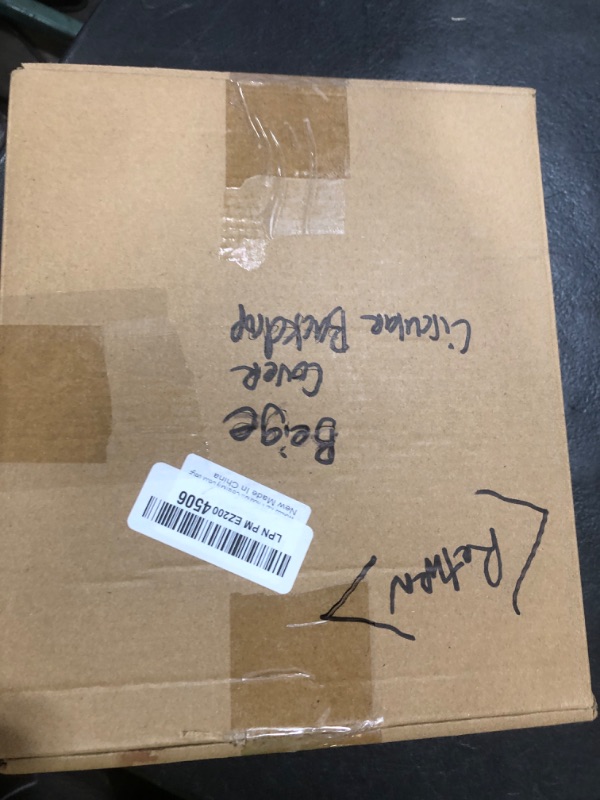 [Return]
Beige
Cover
Circular Backdrop
LPN PM EZ200 4506
New Made in China